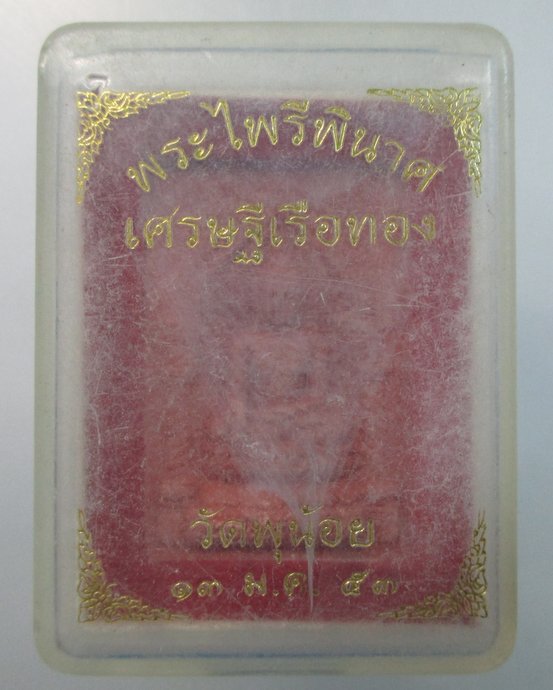 พระไพรีพินาศ
เศรษฐีเรือทอง
วัดพุน้อย
๑๓ ม.ค. ๕๓